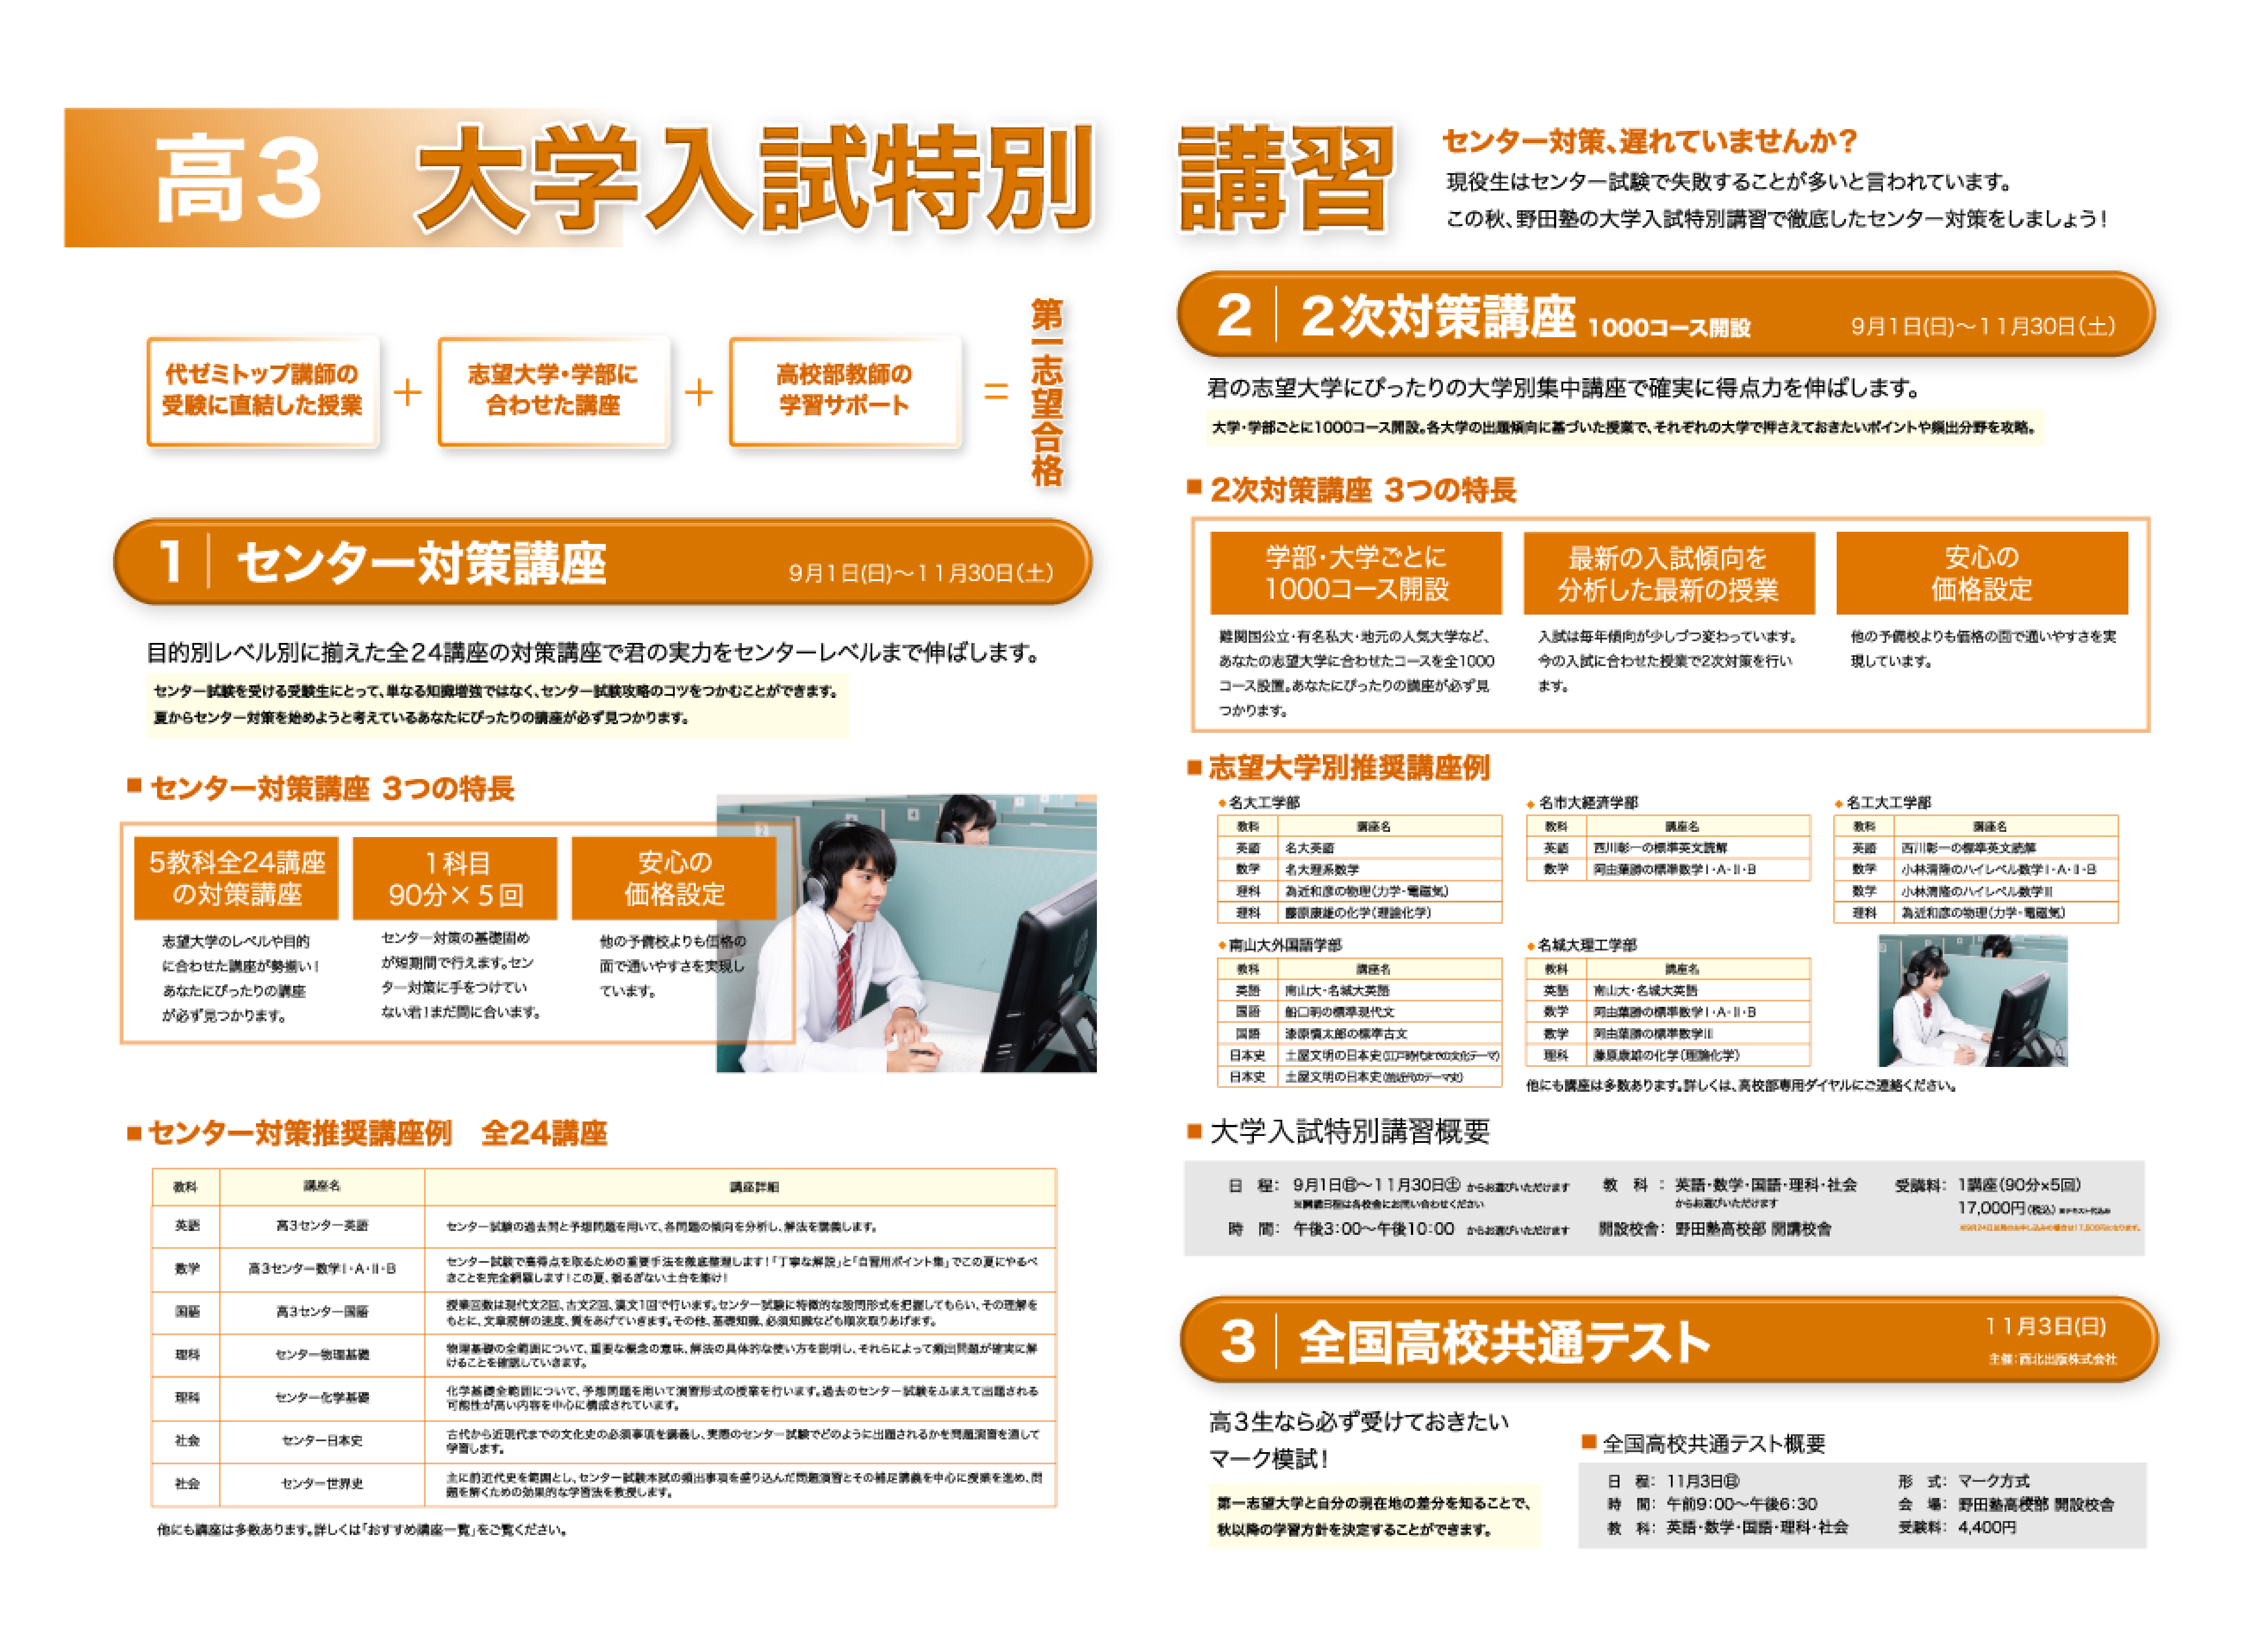 高3 大学入試特別講習
センター対策、遅れていませんか？
現役生はセンター試験で失敗することが多いと言われています。
この秋、野田塾の大学入試特別講習で徹底したセンター対策をしましょう！
代ゼミトップ講師の
受験に直結した授業
＋
志望大学・学部に
合わせた講座
＋
高校部教師の
学習サポート
＝
第一志望合格
1 センター対策講座 9月1日(日)〜11月30日(土)
目的別レベル別に揃えた全24講座の対策講座で君の実力をセンターレベルまで伸ばします。
センター試験を受ける受験生にとって、単なる知識増強ではなく、センター試験攻略のコツをつかむことができます。
夏からセンター対策を始めようと考えているあなたにぴったりの講座が必ず見つかります。
■センター対策講座 3つの特長
5教科全24講座
の対策講座
志望大学のレベルや目的
に合わせた講座が勢揃い！
あなたにぴったりの講座
が必ず見つかります。
1科目
90分×5回
センター対策の基礎固め
が短期間で行えます。セン
ター対策に手をつけてい
ない君！まだ間に合います。
安心の
価格設定
他の予備校よりも価格の
面で通いやすさを実現し
ています。
■センター対策推奨講座例　全24講座
教科 講座名 講座詳細
英語 高3センター英語 センター試験の過去問と予想問題を用いて、各問題の傾向を分析し、解法を講義します。
数学 高3センター数学Ⅰ・A・Ⅱ・B センター試験で高得点を取るための重要手法を徹底整理します！「丁寧な解説」と「自習用ポイント集」でこの夏にやるべ
きことを完全網羅します！この夏、揺るぎない土台を築け！
国語 高3センター国語 授業回数は現代文2回、古文2回、漢文1回で行います。センター試験に特徴的な設問形式を把握してもらい、その理解を
もとに、文章読解の速度、質をあげていきます。その他、基礎知識、必須知識なども順次取りあげます。
理科 センター物理基礎 物理基礎の全範囲について、重要な概念の意味、解法の具体的な使い方を説明し、それらによって頻出問題が確実に解
けることを確認していきます。
理科 センター化学基礎 化学基礎全範囲について、予想問題を用いて演習形式の授業を行います。過去のセンター試験をふまえて出題される
可能性が高い内容を中心に構成されています。
社会 センター日本史 古代から近現代までの文化史の必須事項を講義し、実際のセンター試験でどのように出題されるかを問題演習を通して
学習します。
社会 センター世界史 主に前近代史を範囲とし、センター試験本試の頻出事項を盛り込んだ問題演習とその補足講義を中心に授業を進め、問
題を解くための効果的な学習法を教授します。
他にも講座は多数あります。詳しくは「おすすめ講座一覧」をご覧ください。
2 2次対策講座 1000コース開設 9月1日(日)〜11月30日(土)
君の志望大学にぴったりの大学別集中講座で確実に得点力を伸ばします。
大学・学部ごとに1000コース開設。各大学の出題傾向に基づいた授業で、それぞれの大学で押さえておきたいポイントや頻出分野を攻略。
■2次対策講座 3つの特長
学部・大学ごとに
1000コース開設
難関国公立・有名私大・地元の人気大学など、
あなたの志望大学に合わせたコースを全1000
コース設置。あなたにぴったりの講座が必ず見
つかります。
最新の入試傾向を
分析した最新の授業
入試は毎年傾向が少しづつ変わっています。
今の入試に合わせた授業で2次対策を行い
ます。
安心の
価格設定
他の予備校よりも価格の面で通いやすさを実
現しています。
■志望大学別推奨講座例
◆名大工学部
教科 講座名
英語 名大英語
数学 名大理系数学
理科 為近和彦の物理(力学・電磁気)
理科 藤原康雄の化学(理論化学)
◆名市大経済学部
教科 講座名
英語 西川彰一の標準英文読解
数学 岡由葉勝の標準数学Ⅰ・A・Ⅱ・B
◆名工大工学部
教科 講座名
英語 西川彰一の標準英文読解
数学 小林清隆のハイレベル数学Ⅰ・A・Ⅱ・B
数学 小林清隆のハイレベル数学Ⅲ
理科 為近和彦の物理(力学・電磁気)
◆南山大外国語学部
教科 講座名
英語 南山大・名城大英語
国語 船口明の標準現代文
国語 漆原慎太郎の標準古文
日本史 土屋文明の日本史(江戸時代までの文化テーマ)
日本史 土屋文明の日本史(前近代のテーマ史)
◆名城大理工学部
教科 講座名
英語 南山大・名城大英語
数学 岡由葉勝の標準数学Ⅰ・A・Ⅱ・B
数学 岡由葉勝の標準数学Ⅲ
理科 藤原康雄の化学(理論化学)
他にも講座は多数あります。詳しくは、高校部専用ダイヤルにご連絡ください。
■大学入試特別講習概要
日　程： 9月1日㊐〜11月30日㊏ からお選びいただけます
※開講日程は各校舎にお問い合わせください
時　間： 午後3:00〜午後10:00 からお選びいただけます
教　科： 英語・数学・国語・理科・社会
からお選びいただけます
開設校舎： 野田塾高校部 開講校舎
受講料： 1講座(90分×5回)
17,000円(税込) ※テキスト代込み
3 全国高校共通テスト 11月3日(日)
主催：西北出版株式会社
高3生なら必ず受けておきたい
マーク模試！
第一志望大学と自分の現在地の差分を知ることで、
秋以降の学習方針を決定することができます。
■全国高校共通テスト概要
日　程： 11月3日㊐
時　間： 午前9:00〜午後6:30
教　科： 英語・数学・国語・理科・社会
形　式： マーク方式
会　場： 野田塾高校部 開設校舎
受験料： 4,400円